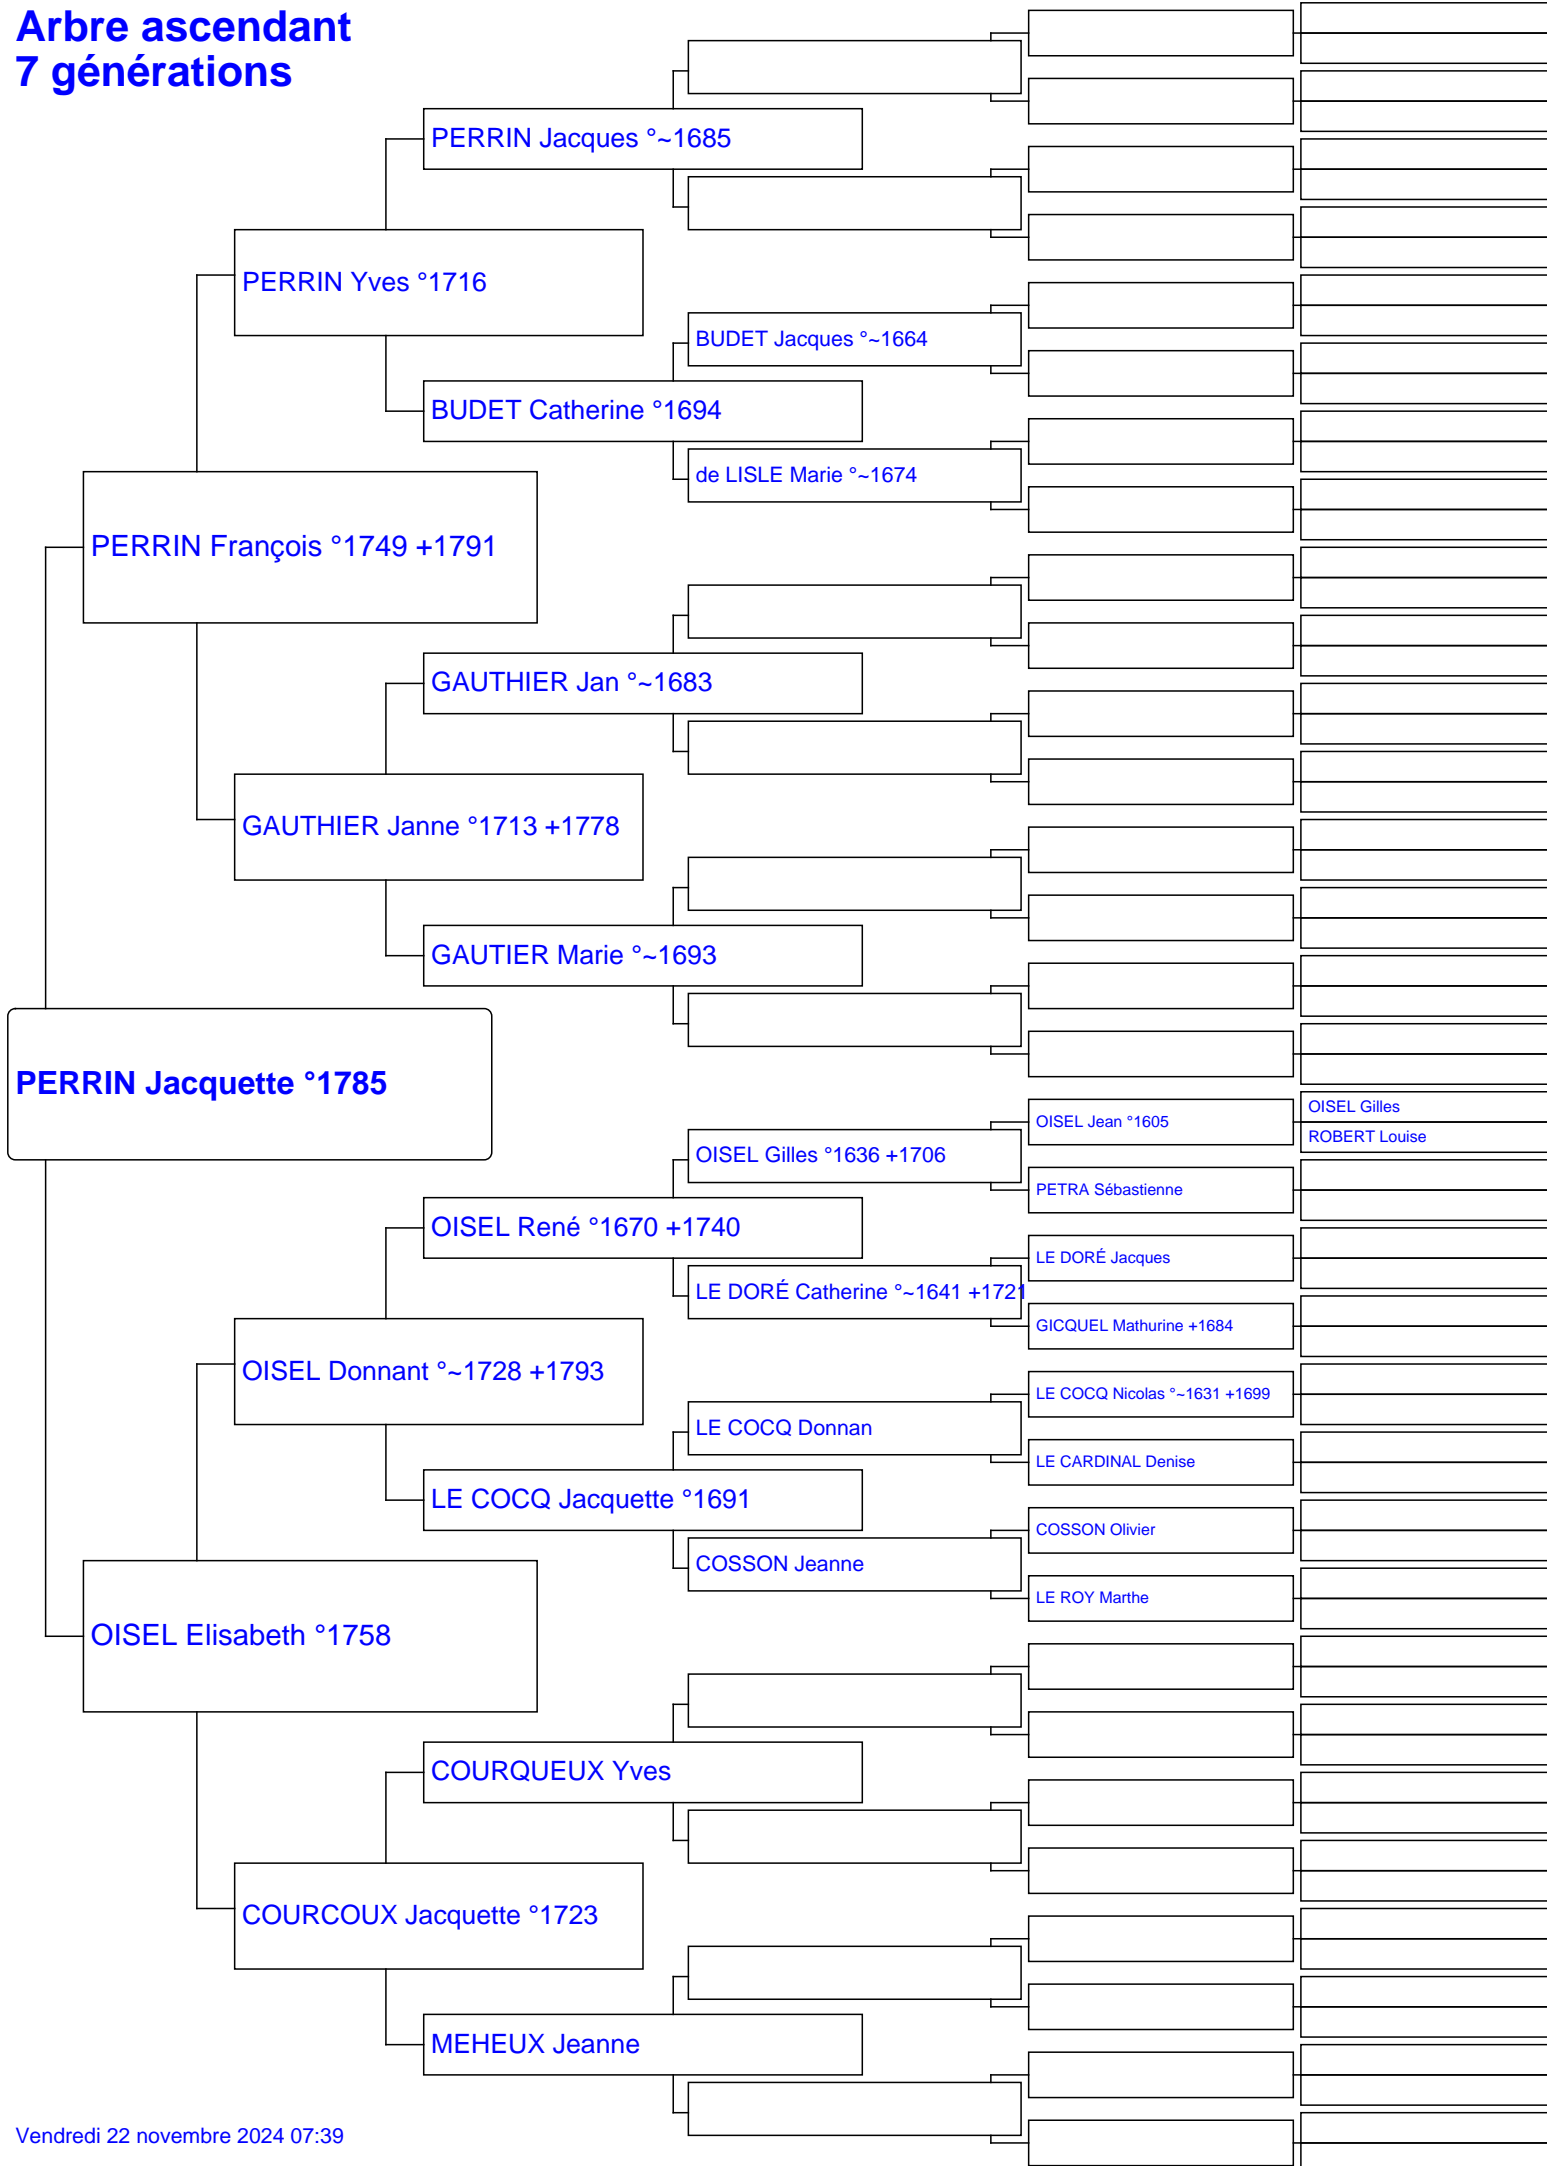 Arbre ascendant
7 générations
PERRIN Jacques °~1685
PERRIN Yves °1716
BUDET Jacques °~1664
BUDET Catherine °1694
de LISLE Marie °~1674
PERRIN François °1749 +1791
GAUTHIER Jan °~1683
GAUTHIER Janne °1713 +1778
GAUTIER Marie °~1693
PERRIN Jacquette °1785
OISEL Gilles
OISEL Jean °1605
ROBERT Louise
OISEL Gilles °1636 +1706
PETRA Sébastienne
OISEL René °1670 +1740
LE DORÉ Jacques
LE DORÉ Catherine °~1641 +1721
GICQUEL Mathurine +1684
OISEL Donnant °~1728 +1793
LE COCQ Nicolas °~1631 +1699
LE COCQ Donnan
LE CARDINAL Denise
LE COCQ Jacquette °1691
COSSON Olivier
COSSON Jeanne
LE ROY Marthe
OISEL Elisabeth °1758
COURQUEUX Yves
COURCOUX Jacquette °1723
MEHEUX Jeanne
Vendredi 22 novembre 2024 07:39